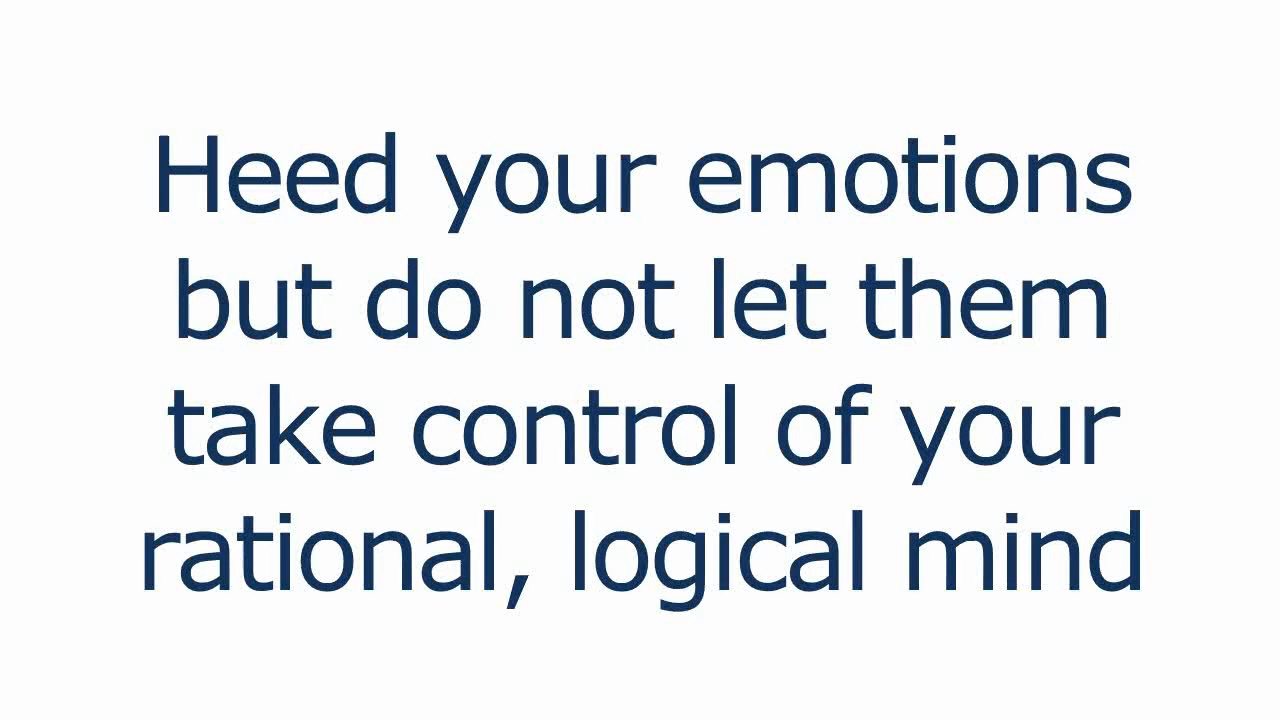 Heed your emotions
but do not let them
take control of your
rational, logical mind